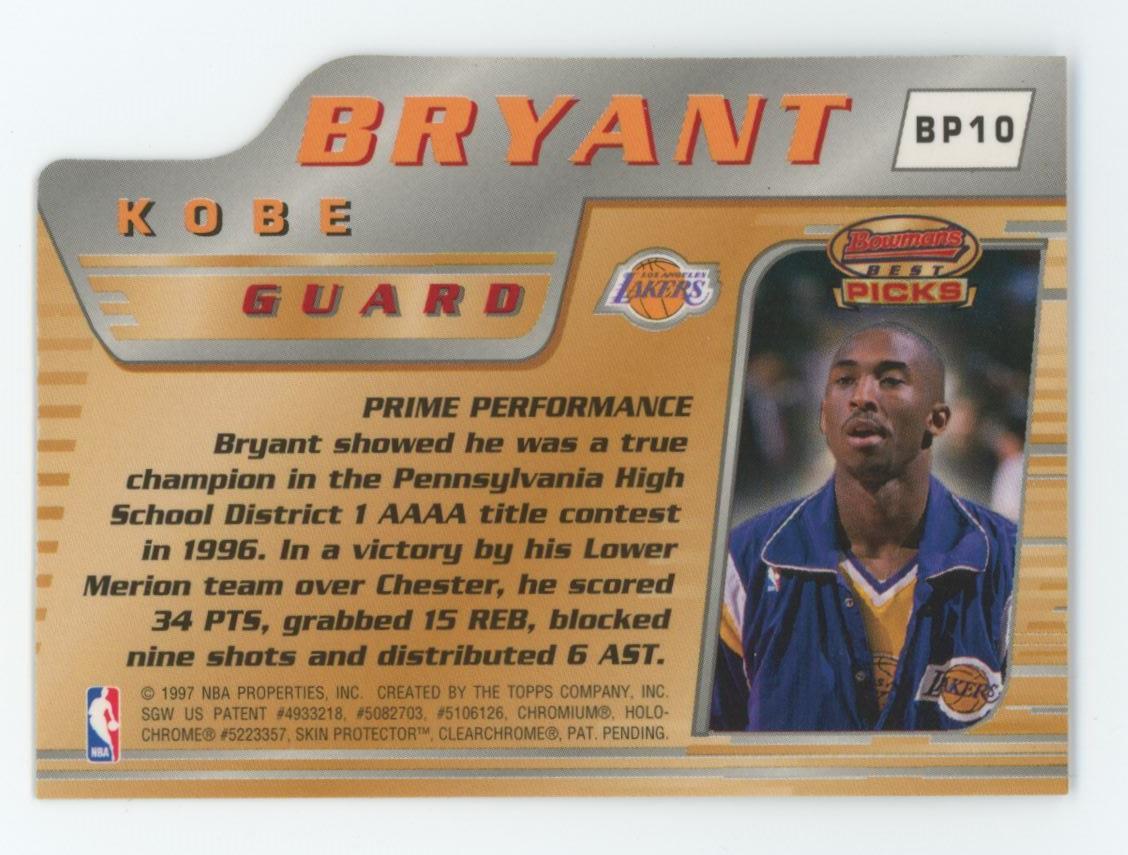 BRYANT
BP10
KOBE
GUARD
LOS ANGELES
LAKERS
Bowman's
BEST
PICKS
PRIME PERFORMANCE
Bryant showed he was a true
champion in the Pennsylvania High
School District 1 AAAA title contest
in 1996. In a victory by his Lower
Merion team over Chester, he scored
34 PTS, grabbed 15 REB, blocked
nine shots and distributed 6 AST.
LAKERS
© 1997 NBA PROPERTIES, INC. CREATED BY THE TOPPS COMPANY, INC.
SGW US PATENT #4933218, #5082703, #5106126, CHROMIUM®, HOLO-
CHROME® #5223357, SKIN PROTECTOR™, CLEARCHROME®, PAT. PENDING.
NBA